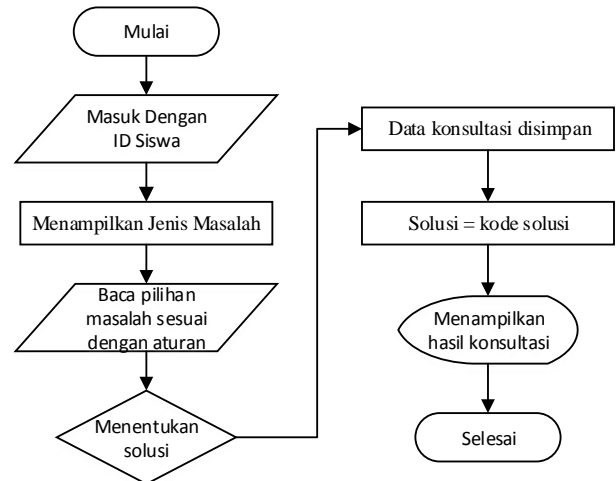 Mulai
Masuk Dengan
ID Siswa
Menampilkan Jenis Masalah
Baca pilihan
masalah sesuai
dengan aturan
Menentukan
solusi
Data konsultasi disimpan
Solusi = kode solusi
Menampilkan
hasil konsultasi
Selesai